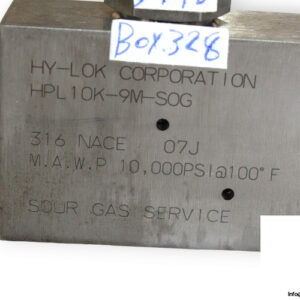 Box.328
HY-LOK CORPORATION
HPL10K-9M-SOG
316 NACE 07J
M.A.W.P 10,000PSI@100°F
SOUR GAS SERVICE